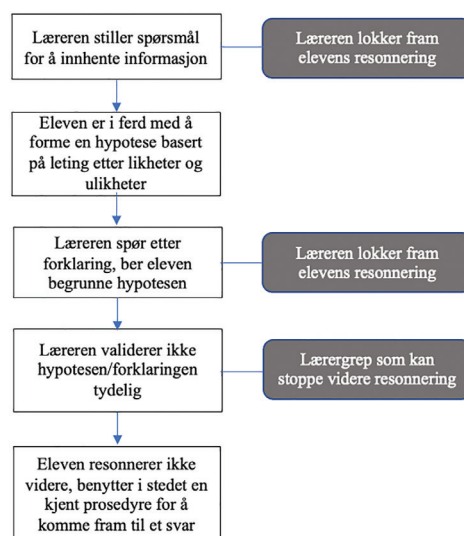 Læreren stiller spørsmål
for å innhente informasjon
Læreren lokker fram
elevens resonnering
Eleven er i ferd med å
forme en hypotese basert
på leting etter likheter og
ulikheter
Læreren spør etter
forklaring, ber eleven
begrunne hypotesen
Læreren lokker fram
elevens resonnering
Læreren validerer ikke
hypotesen/forklaringen
tydelig
Lærergrep som kan
stoppe videre resonnering
Eleven resonnerer ikke
videre, benytter i stedet en
kjent prosedyre for å
komme fram til et svar